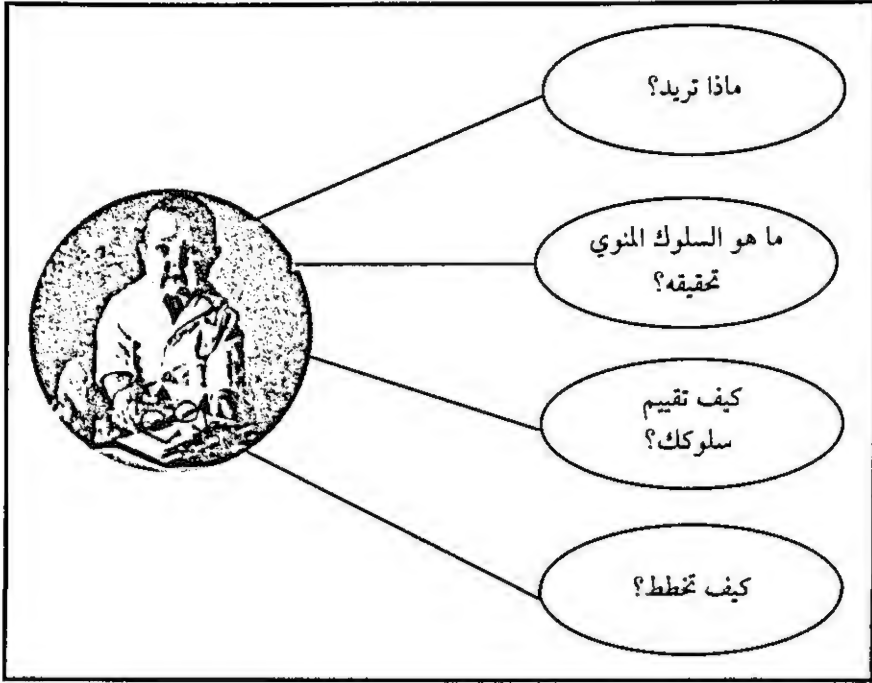 ماذا تريد؟
ما هو السلوك المنوي
تحقيقه؟
كيف تقييم
سلوكك؟
كيف تخطط؟